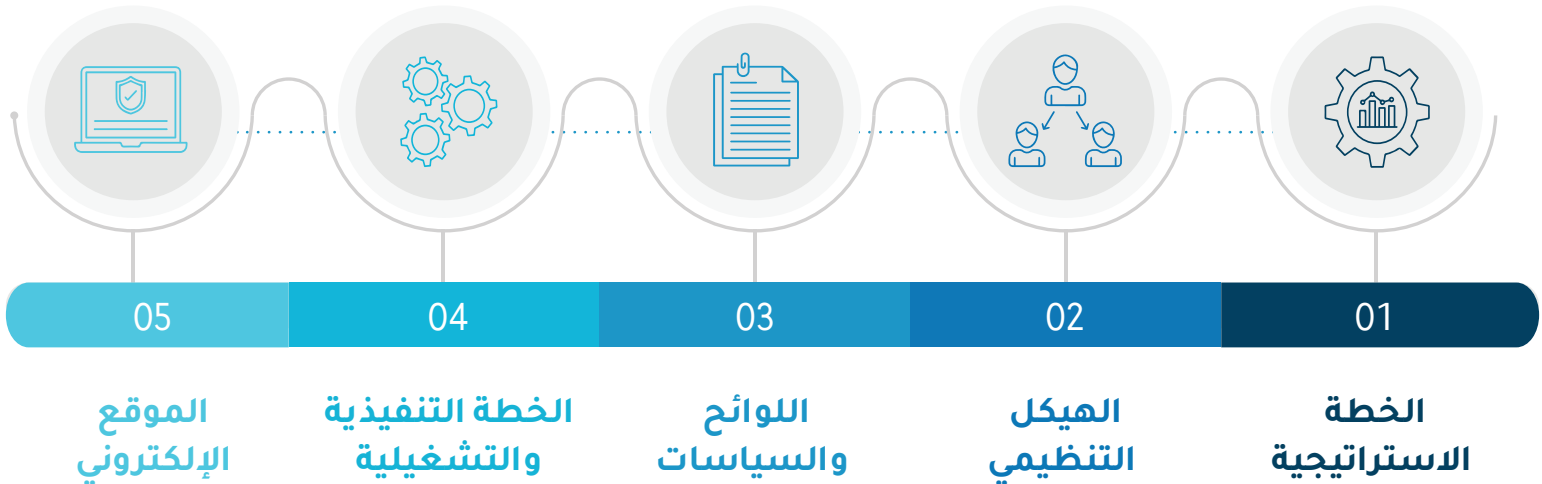 01
الخطة
الاستراتيجية
02
الهيكل
التنظيمي
03
اللوائح
والسياسات
04
الخطة التنفيذية
والتشغيلية
05
الموقع
الإلكتروني